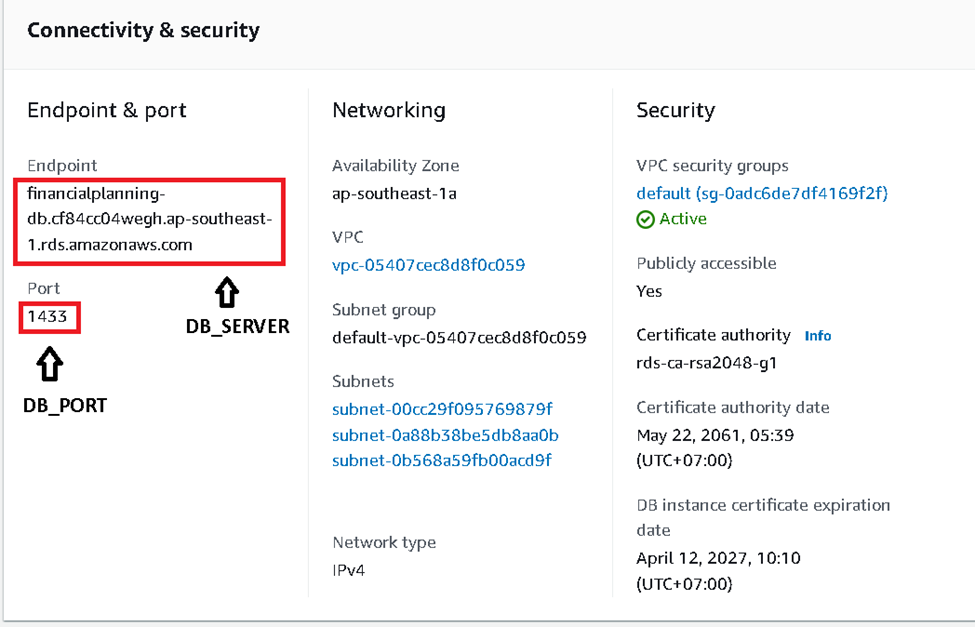 Connectivity & security
Endpoint & port
Endpoint
financialplanning-
db.cf84cc04wegh.ap-southeast-
1.rds.amazonaws.com
Port
1433
DB_SERVER
DB_PORT
Networking
Availability Zone
ap-southeast-1a
VPC
vpc-05407cec8d8f0c059
Subnet group
default-vpc-05407cec8d8f0c059
Subnets
subnet-00cc29f095769879f
subnet-0a88b38be5db8aa0b
subnet-0b568a59fb00acd9f
Network type
IPv4
Security
VPC security groups
default (sg-0adc6de7df4169f2f)
Active
Publicly accessible
Yes
Certificate authority Info
rds-ca-rsa2048-g1
Certificate authority date
May 22, 2061, 05:39
(UTC+07:00)
DB instance certificate expiration
date
April 12, 2027, 10:10
(UTC+07:00)